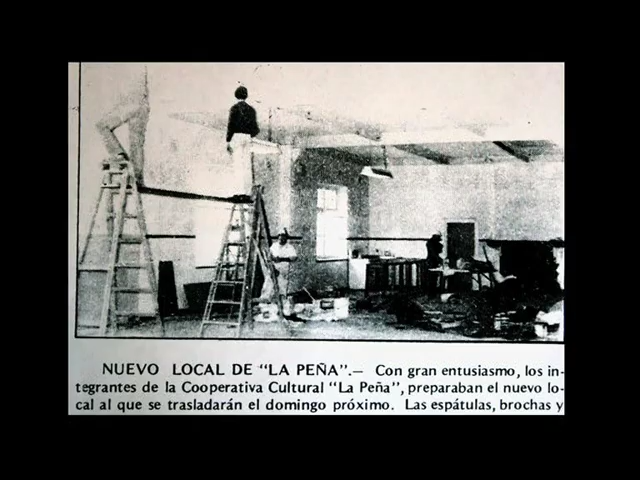 NUEVO LOCAL DE "LA PEÑA".— Con gran entusiasmo, los in-
tegrantes de la Cooperativa Cultural "La Peña", preparaban el nuevo lo-
cal al que se trasladarán el domingo próximo. Las espátulas, brochas y